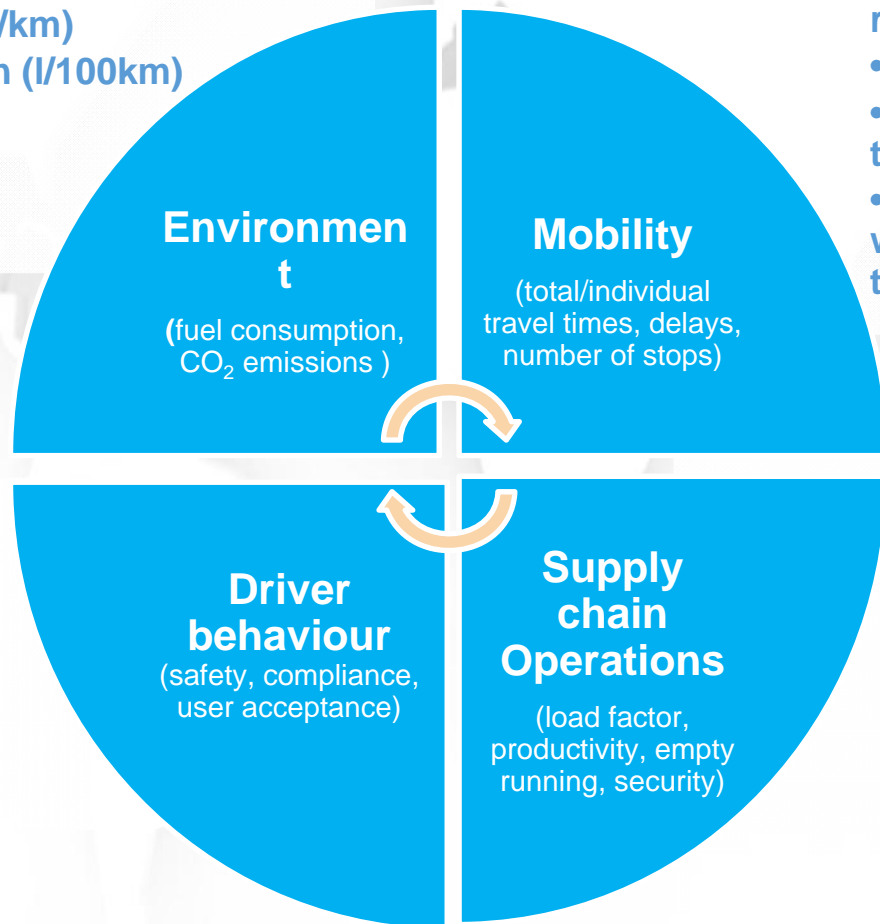 /km)
(l/100km)
Environmen
t
(fuel consumption,
CO₂ emissions )
Mobility
(total/individual
travel times, delays,
number of stops)
Driver
behaviour
(safety, compliance,
user acceptance)
Supply
chain
Operations
(load factor,
productivity, empty
running, security)